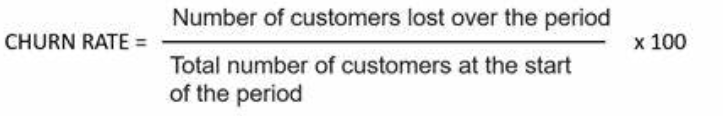 Number of customers lost over the period
CHURN RATE = x 100
Total number of customers at the start
of the period